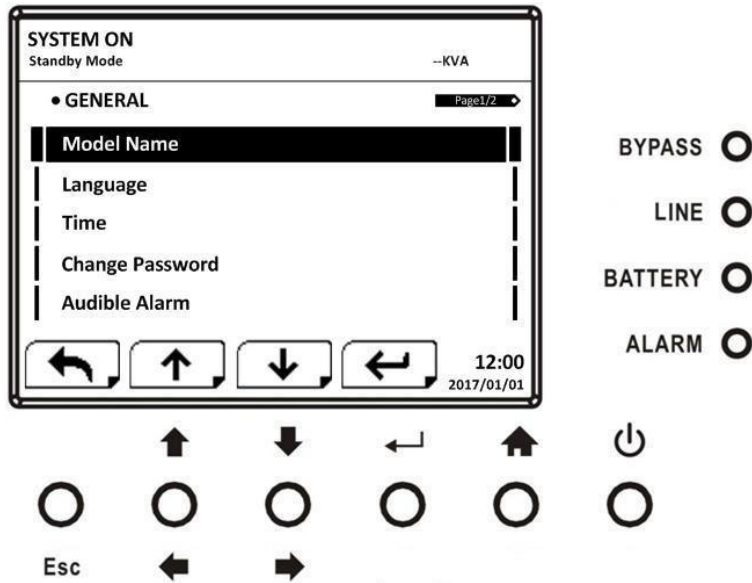 SYSTEM ON
Standby Mode --KVA
• GENERAL Page1/2
Model Name
Language
Time
Change Password
Audible Alarm
12:00
2017/01/01
BYPASS
LINE
BATTERY
ALARM
Esc